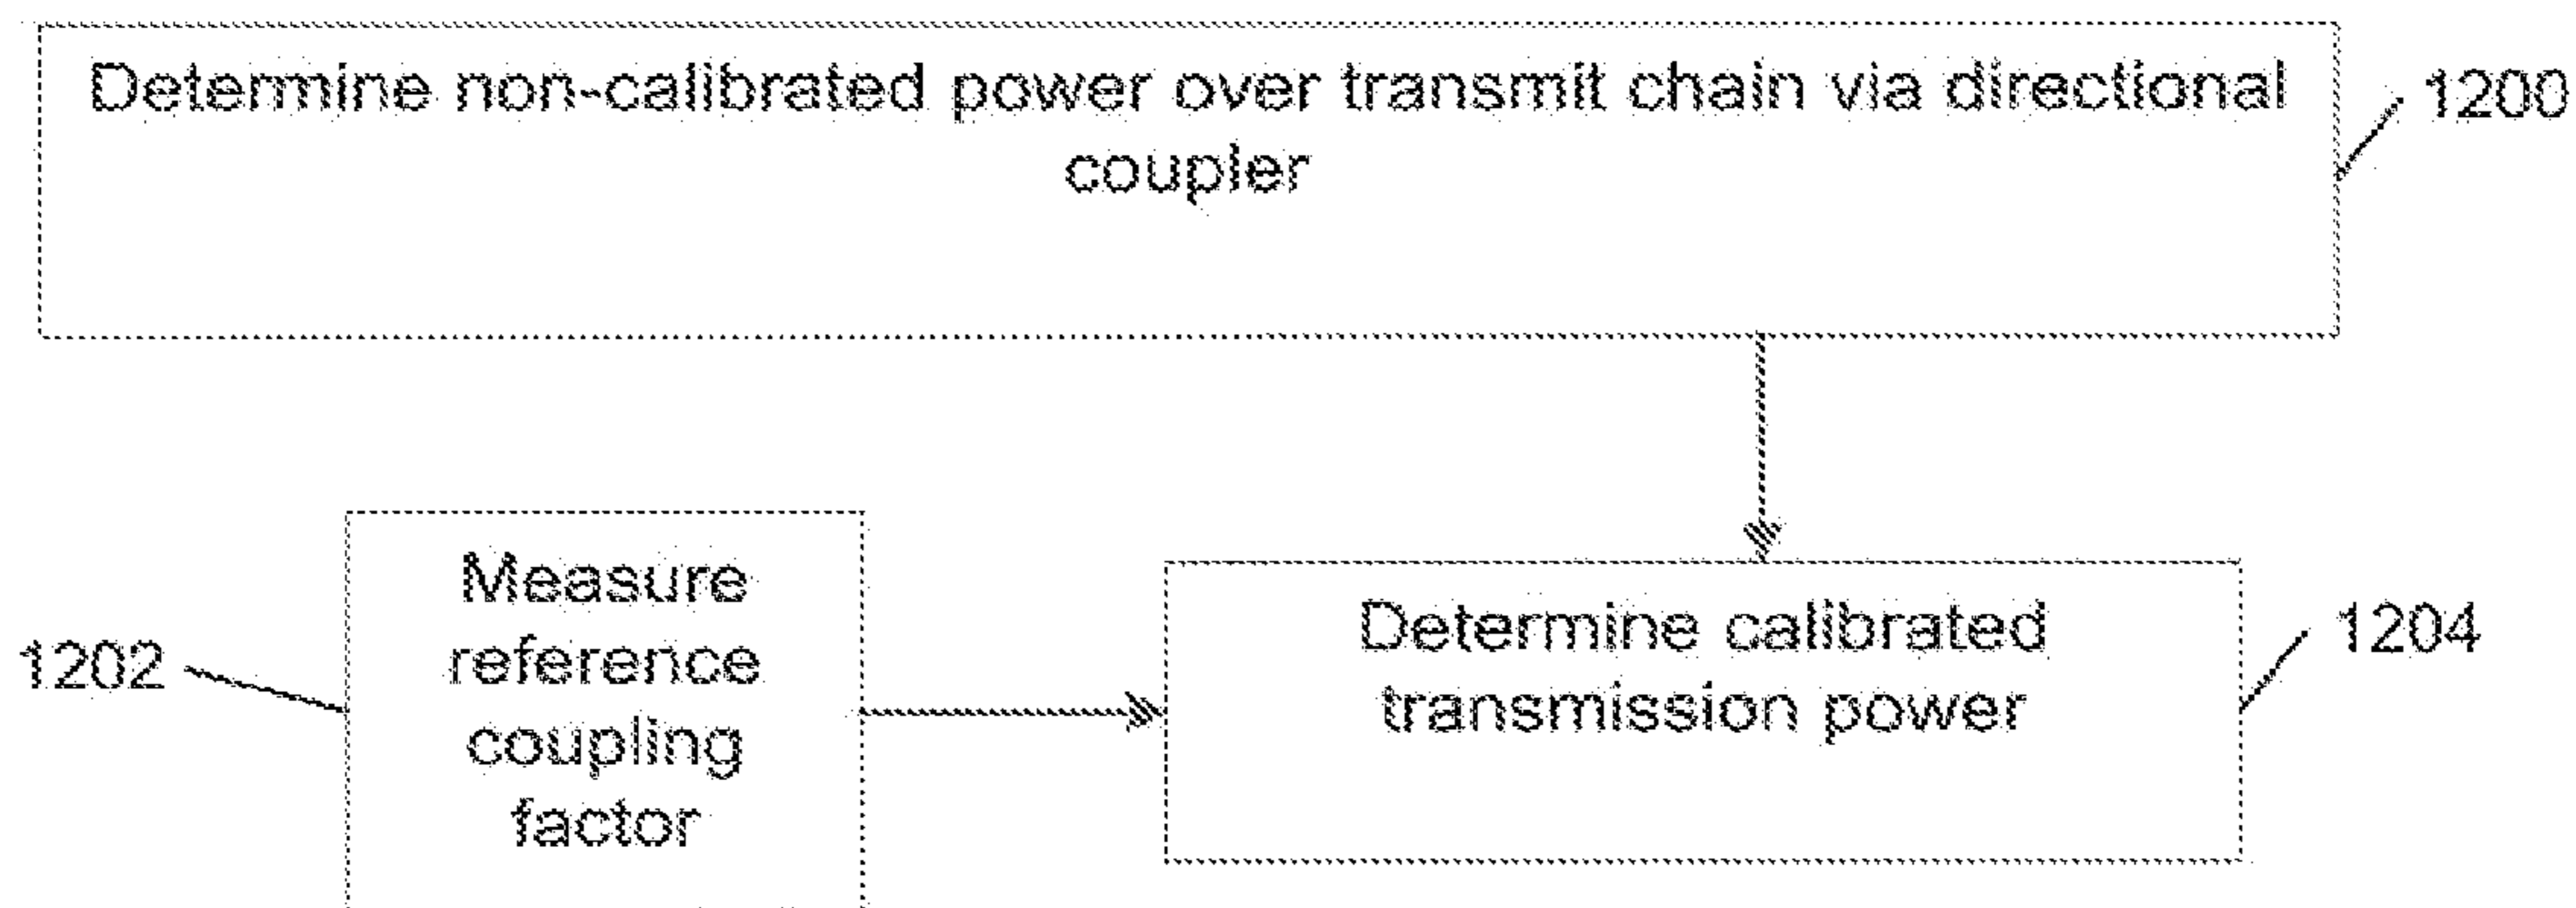 Determine non-calibrated power over transmit chain via directional
coupler
1200
Measure
reference
coupling
factor
1202
Determine calibrated
transmission power
1204